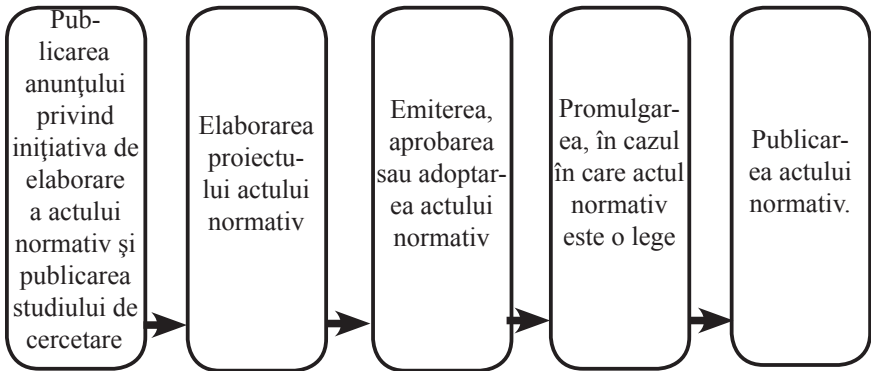 Pub-
licarea
anunţului
privind
iniţiativa de
elaborare
a actului
normativ şi
publicarea
studiului de
cercetare
Elaborarea
proiectu-
lui actului
normativ
Emiterea,
aprobarea
sau adoptar-
ea actului
normativ
Promulgar-
ea, în cazul
în care actul
normativ
este o lege
Publicar-
ea actului
normativ.